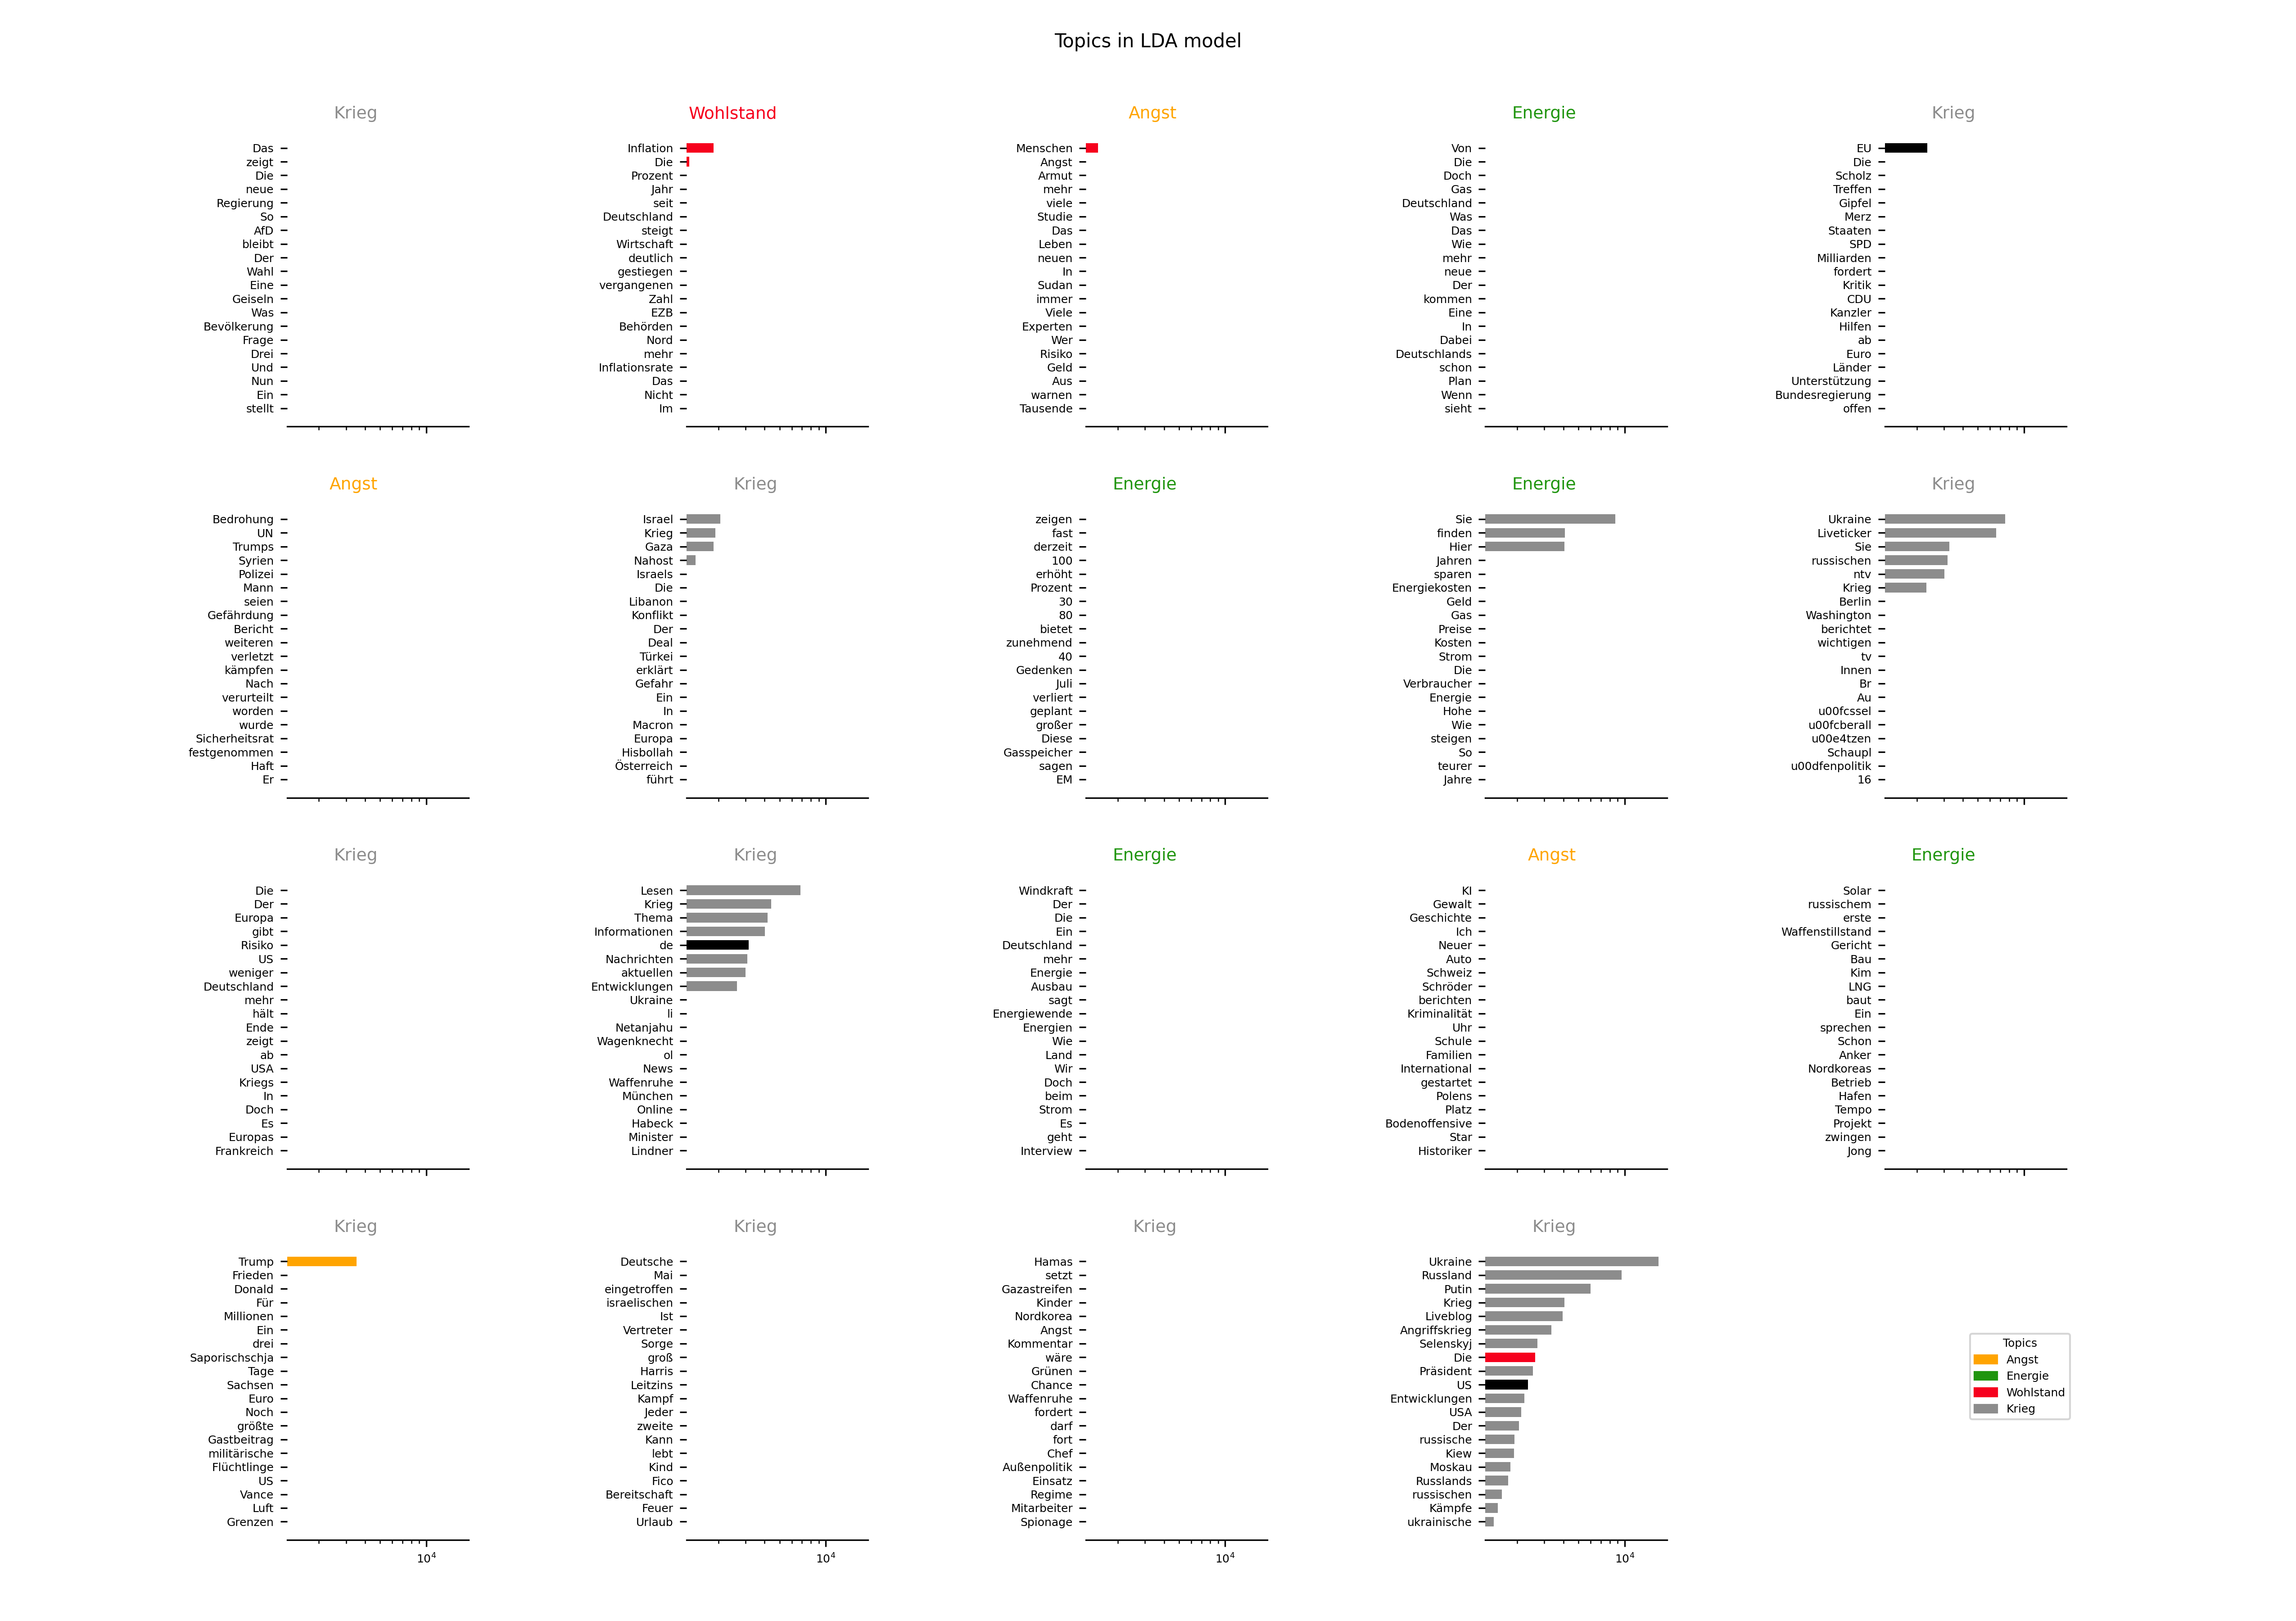 Topics in LDA model
Krieg
Das
zeigt
Die
neue
Regierung
So
AfD
bleibt
Der
Wahl
Eine
Geiseln
Was
Bevölkerung
Frage
Drei
Und
Nun
Ein
stellt
Wohlstand
Inflation
Die
Prozent
Jahr
seit
Deutschland
steigt
Wirtschaft
deutlich
gestiegen
vergangenen
Zahl
EZB
Behörden
Nord
mehr
Inflationsrate
Das
Nicht
Im
Angst
Menschen
Angst
Armut
mehr
viele
Studie
Das
Leben
neuen
In
Sudan
immer
Viele
Experten
Wer
Risiko
Geld
Aus
warnen
Tausende
Energie
Von
Die
Doch
Gas
Deutschland
Was
Das
Wie
mehr
neue
Der
kommen
Eine
In
Dabei
Deutschlands
schon
Plan
Wenn
sieht
Krieg
EU
Die
Scholz
Treffen
Gipfel
Merz
Staaten
SPD
Milliarden
fordert
Kritik
CDU
Kanzler
Hilfen
ab
Euro
Länder
Unterstützung
Bundesregierung
offen
Angst
Bedrohung
UN
Trumps
Syrien
Polizei
Mann
seien
Gefährdung
Bericht
weiteren
verletzt
kämpfen
Nach
verurteilt
worden
wurde
Sicherheitsrat
festgenommen
Haft
Er
Krieg
Israel
Krieg
Gaza
Nahost
Israels
Die
Libanon
Konflikt
Der
Deal
Türkei
erklärt
Gefahr
Ein
In
Macron
Europa
Hisbollah
Österreich
führt
Energie
zeigen
fast
derzeit
100
erhöht
Prozent
30
80
bietet
zunehmend
40
Gedenken
Juli
verliert
geplant
großer
Diese
Gasspeicher
sagen
EM
Energie
Sie
finden
Hier
Jahren
sparen
Energiekosten
Geld
Gas
Preise
Kosten
Strom
Die
Verbraucher
Energie
Hohe
Wie
steigen
So
teurer
Jahre
Krieg
Ukraine
Liveticker
Sie
russischen
ntv
Krieg
Berlin
Washington
berichtet
wichtigen
tv
Innen
Br
Au
u00fcssel
u00fcberall
u00e4tzen
Schaupl
u00dfenpolitik
16
Krieg
Die
Der
Europa
gibt
Risiko
US
weniger
Deutschland
mehr
hält
Ende
zeigt
ab
USA
Kriegs
In
Doch
Es
Europas
Frankreich
Krieg
Lesen
Krieg
Thema
Informationen
de
Nachrichten
aktuellen
Entwicklungen
Ukraine
li
Netanjahu
Wagenknecht
ol
News
Waffenruhe
München
Online
Habeck
Minister
Lindner
Energie
Windkraft
Der
Die
Ein
Deutschland
mehr
Energie
Ausbau
sagt
Energiewende
Energien
Wie
Land
Wir
Doch
beim
Strom
Es
geht
Interview
Angst
KI
Gewalt
Geschichte
Ich
Neuer
Auto
Schweiz
Schröder
berichten
Kriminalität
Uhr
Schule
Familien
International
gestartet
Polens
Platz
Bodenoffensive
Star
Historiker
Energie
Solar
russischem
erste
Waffenstillstand
Gericht
Bau
Kim
LNG
baut
Ein
sprechen
Schon
Anker
Nordkoreas
Betrieb
Hafen
Tempo
Projekt
zwingen
Jong
Krieg
Trump
Frieden
Donald
Für
Millionen
Ein
drei
Saporischschja
Tage
Sachsen
Euro
Noch
größte
Gastbeitrag
militärische
Flüchtlinge
US
Vance
Luft
Grenzen
10⁴
Krieg
Deutsche
Mai
eingetroffen
israelischen
Ist
Vertreter
Sorge
groß
Harris
Leitzins
Kampf
Jeder
zweite
Kann
lebt
Kind
Fico
Bereitschaft
Feuer
Urlaub
10⁴
Krieg
Hamas
setzt
Gazastreifen
Kinder
Nordkorea
Angst
Kommentar
wäre
Grünen
Chance
Waffenruhe
fordert
darf
fort
Chef
Außenpolitik
Einsatz
Regime
Mitarbeiter
Spionage
10⁴
Krieg
Ukraine
Russland
Putin
Krieg
Liveblog
Angriffskrieg
Selenskyj
Die
Präsident
US
Entwicklungen
USA
Der
russische
Kiew
Moskau
Russlands
russischen
Kämpfe
ukrainische
10⁴
Topics
Angst
Energie
Wohlstand
Krieg